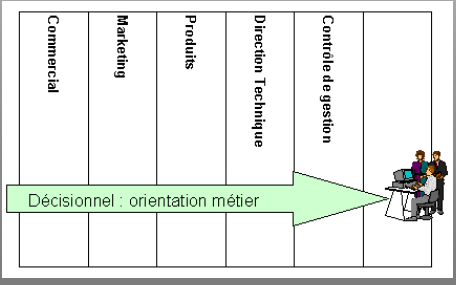 Commercial
Marketing
Produits
Direction Technique
Contrôle de gestion
Décisionnel : orientation métier